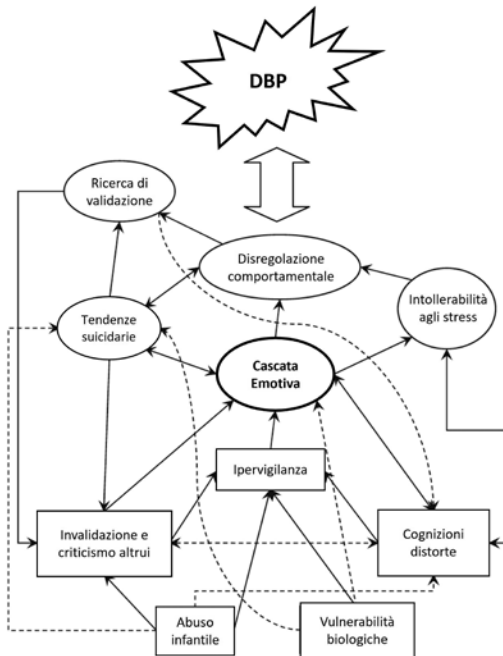 DBP
Ricerca di
validazione
Disregolazione
comportamentale
Intollerabilità
agli stress
Tendenze
suicidarie
Cascata
Emotiva
Ipervigilanza
Invalidazione e
criticismo altrui
Cognizioni
distorte
Abuso
infantile
Vulnerabilità
biologiche